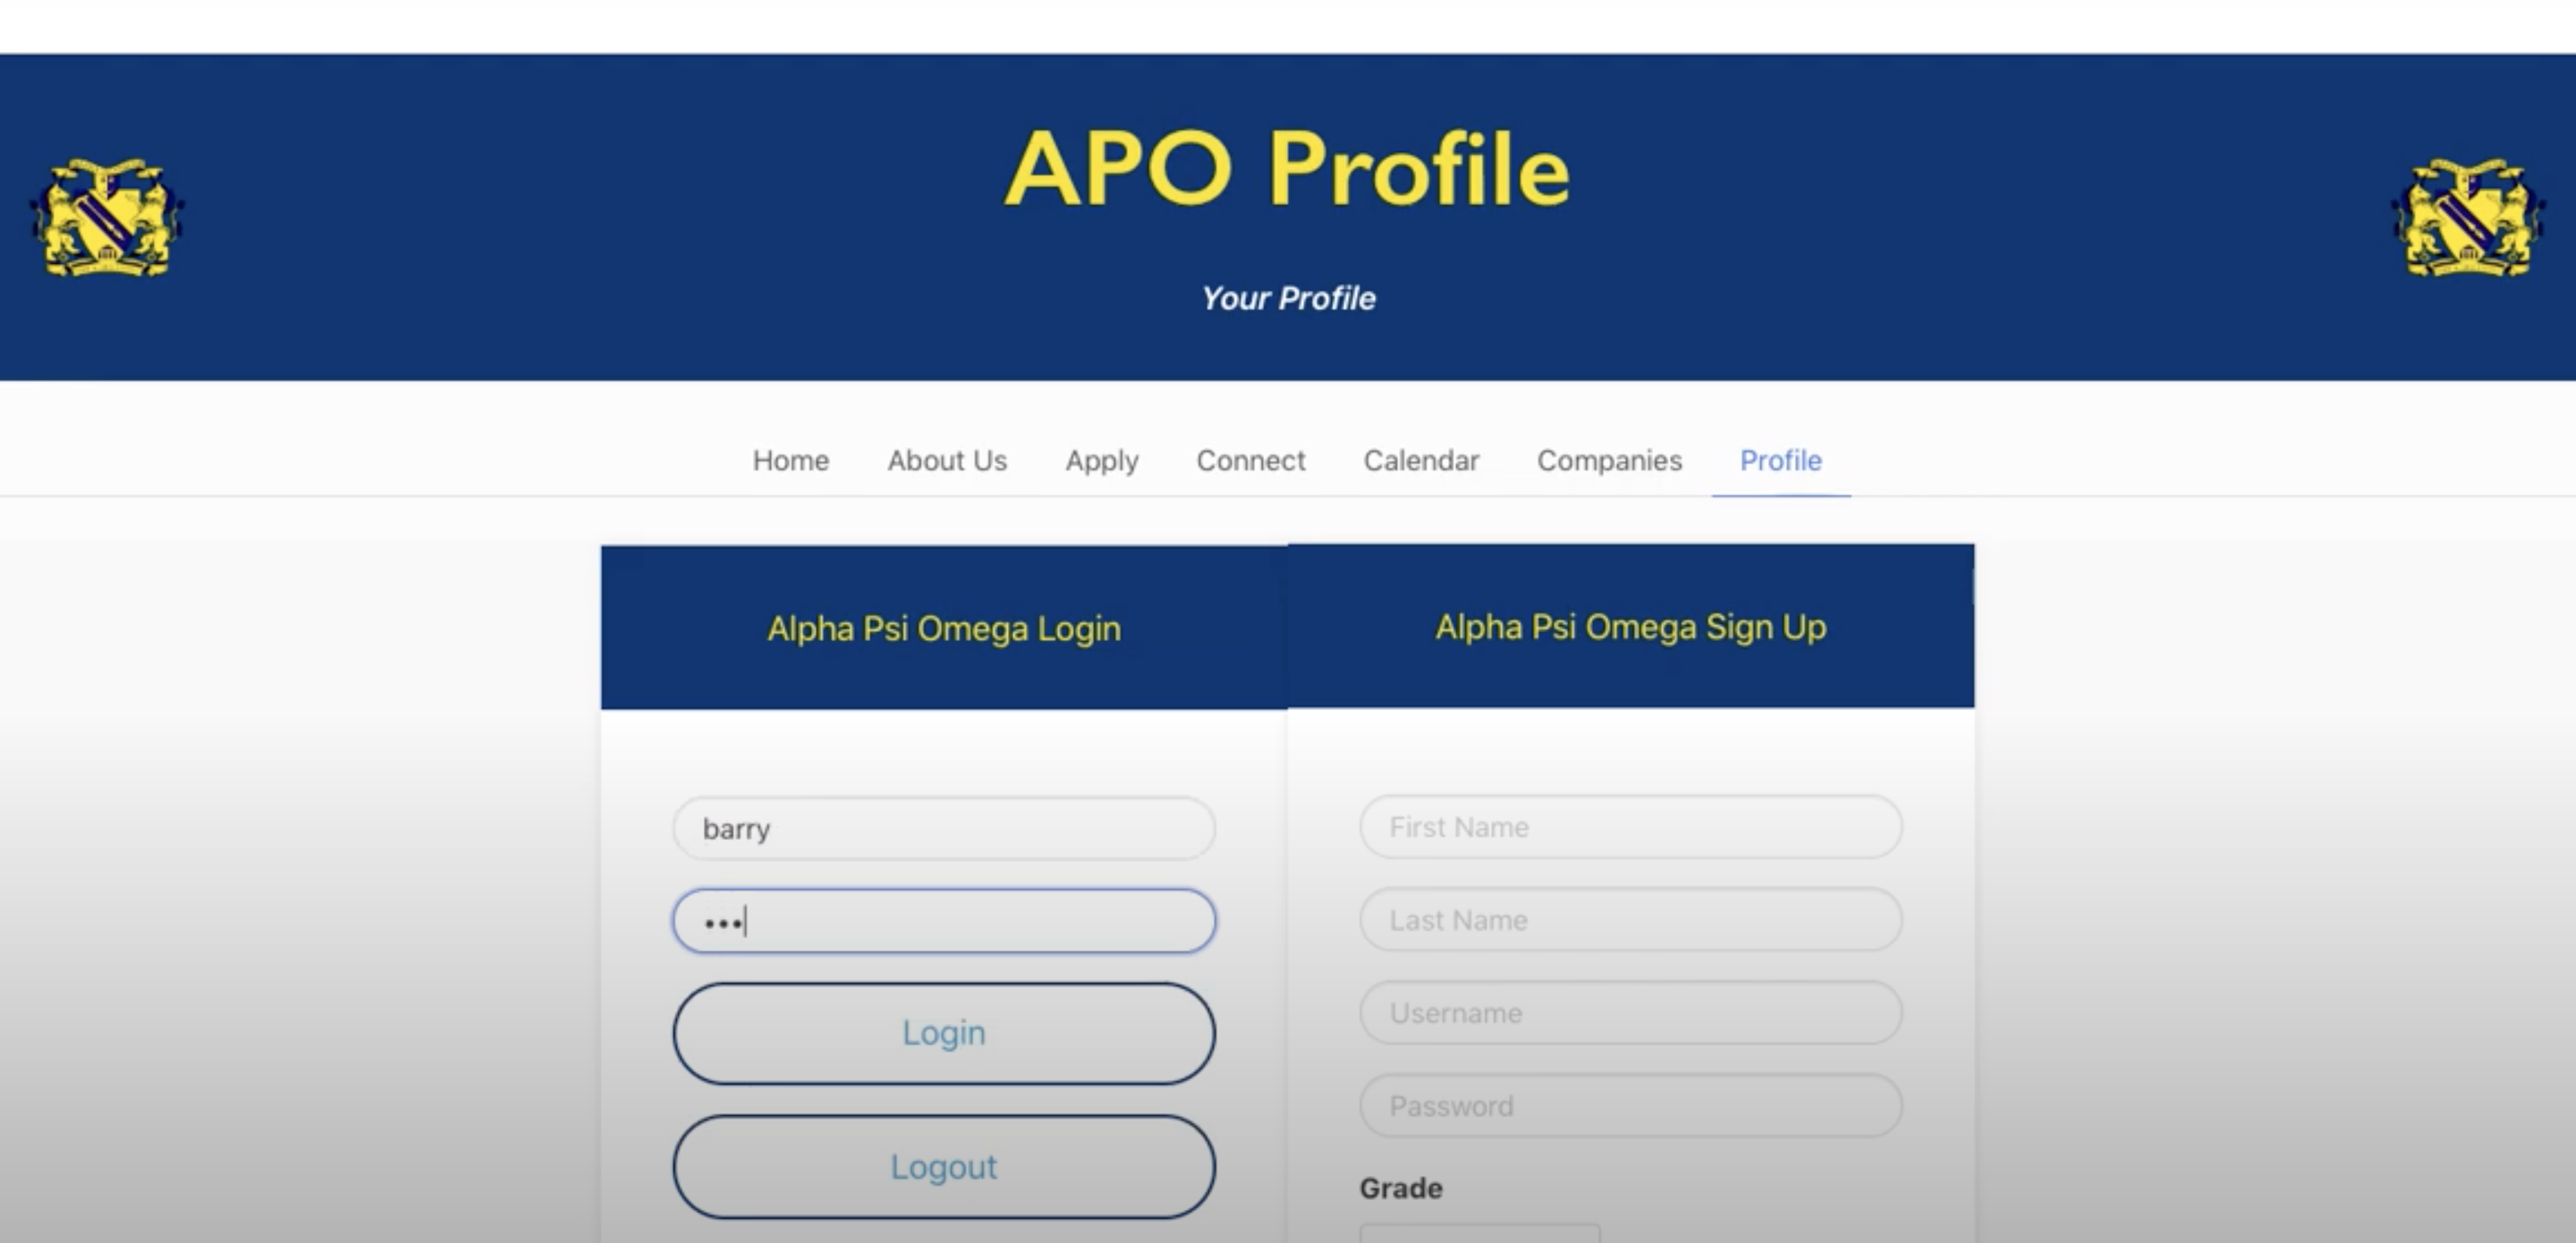 APO Profile
Your Profile
Home About Us Apply Connect Calendar Companies Profile
Alpha Psi Omega Login
barry
•••
Login
Logout
Alpha Psi Omega Sign Up
First Name
Last Name
Username
Password
Grade